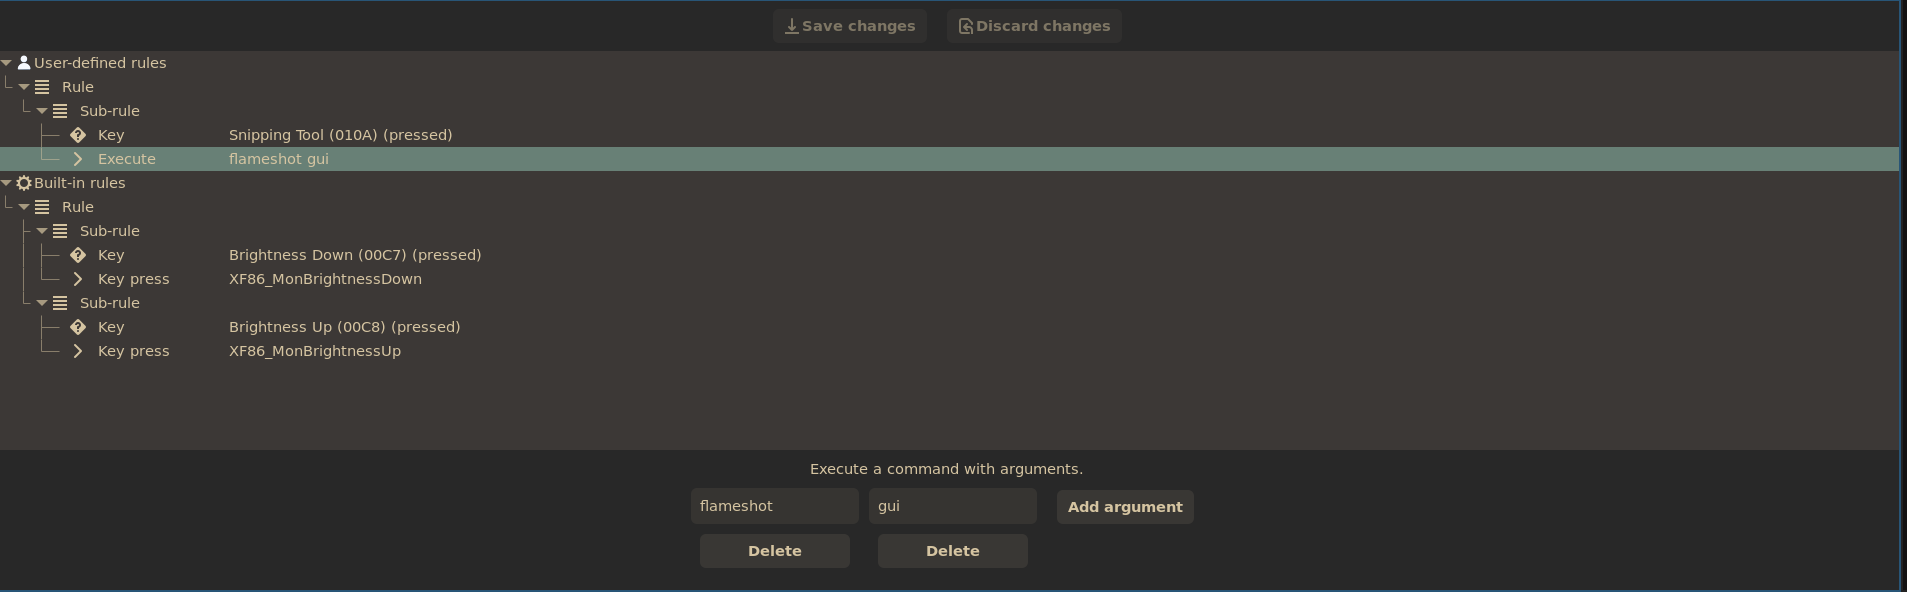 Save changes Discard changes
User-defined rules
Rule
Sub-rule
Key Snipping Tool (010A) (pressed)
Execute flameshot gui
Built-in rules
Rule
Sub-rule
Key Brightness Down (00C7) (pressed)
Key press XF86_MonBrightnessDown
Sub-rule
Key Brightness Up (00C8) (pressed)
Key press XF86_MonBrightnessUp
Execute a command with arguments.
flameshot gui Add argument
Delete Delete